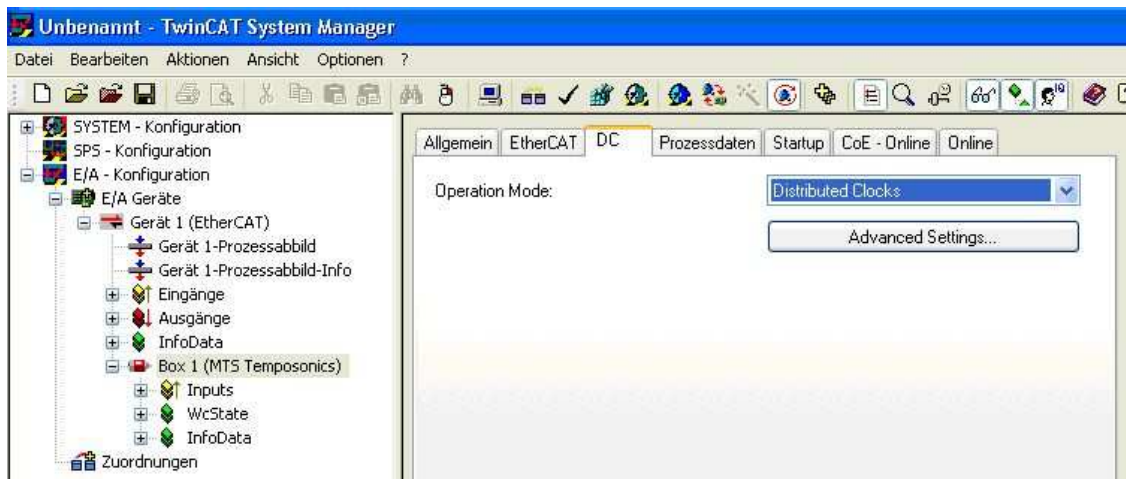 Unbenannt - TwinCAT System Manager
Datei Bearbeiten Aktionen Ansicht Optionen ?
SYSTEM - Konfiguration
SPS - Konfiguration
E/A - Konfiguration
E/A Geräte
Gerät 1 (EtherCAT)
Gerät 1-Prozessabbild
Gerät 1-Prozessabbild-Info
Eingänge
Ausgänge
InfoData
Box 1 (MTS Temposonics)
Inputs
WcState
InfoData
Zuordnungen
Allgemein EtherCAT DC Prozessdaten Startup CoE - Online Online
Operation Mode: Distributed Clocks
Advanced Settings...